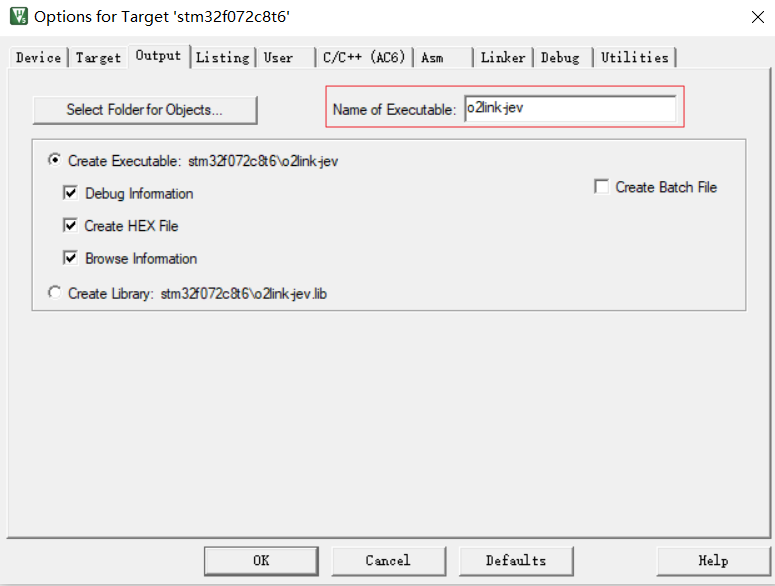 Options for Target 'stm32f072c8t6'
Device Target Output Listing User C/C++ (AC6) Asm Linker Debug Utilities
Select Folder for Objects... Name of Executable: o2link-jev
Create Executable: stm32f072c8t6\o2link-jev
Debug Information Create Batch File
Create HEX File
Browse Information
Create Library: stm32f072c8t6\o2link-jev.lib
OK Cancel Defaults Help